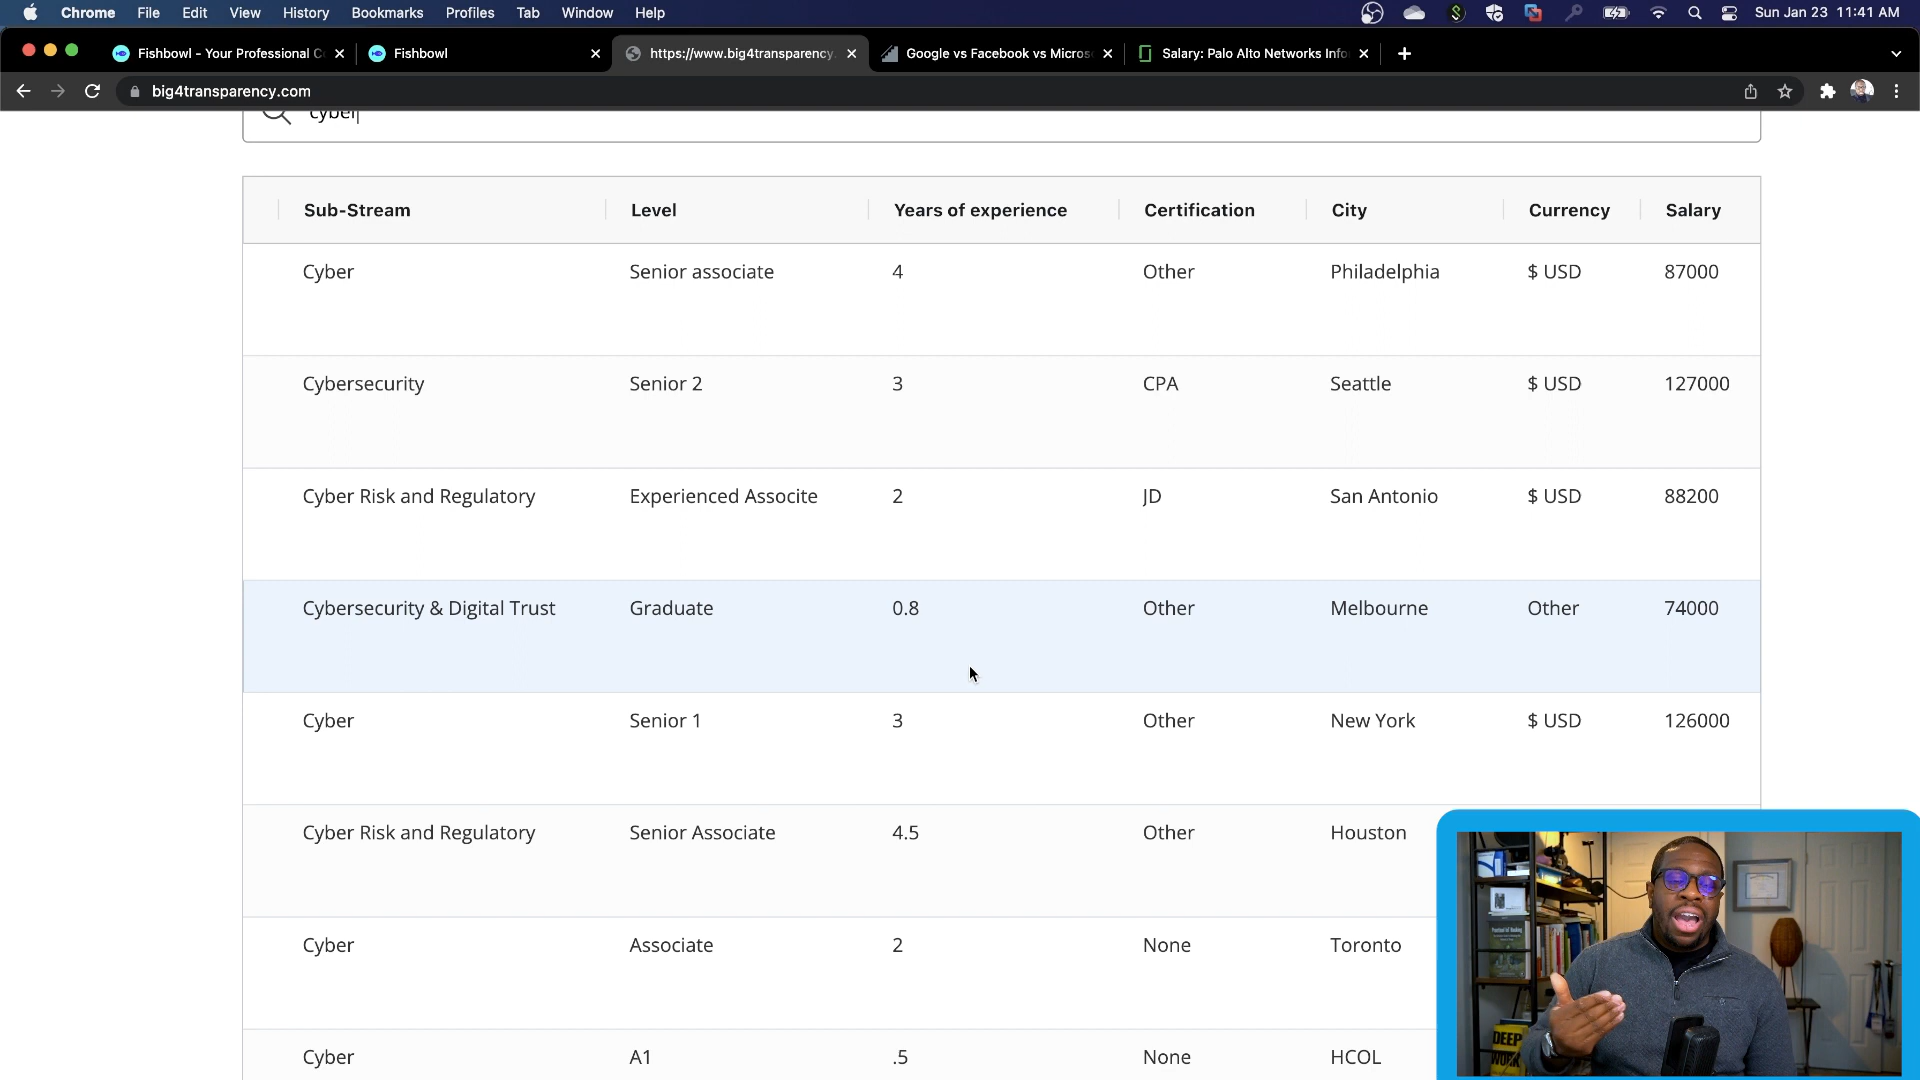 Chrome File Edit View History Bookmarks Profiles Tab Window Help Sun Jan 23 11:41 AM
Fishbowl - Your Professional C Fishbowl https://www.big4transparency. Google vs Facebook vs Micros Salary: Palo Alto Networks Info
big4transparency.com
cyber
Sub-Stream Level Years of experience Certification City Currency Salary
Cyber Senior associate 4 Other Philadelphia $ USD 87000
Cybersecurity Senior 2 3 CPA Seattle $ USD 127000
Cyber Risk and Regulatory Experienced Associte 2 JD San Antonio $ USD 88200
Cybersecurity & Digital Trust Graduate 0.8 Other Melbourne Other 74000
Cyber Senior 1 3 Other New York $ USD 126000
Cyber Risk and Regulatory Senior Associate 4.5 Other Houston
Cyber Associate 2 None Toronto
Cyber A1 .5 None HCOL
DEEP
WORK